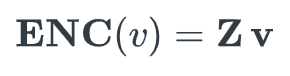 ENC(v) = Z v